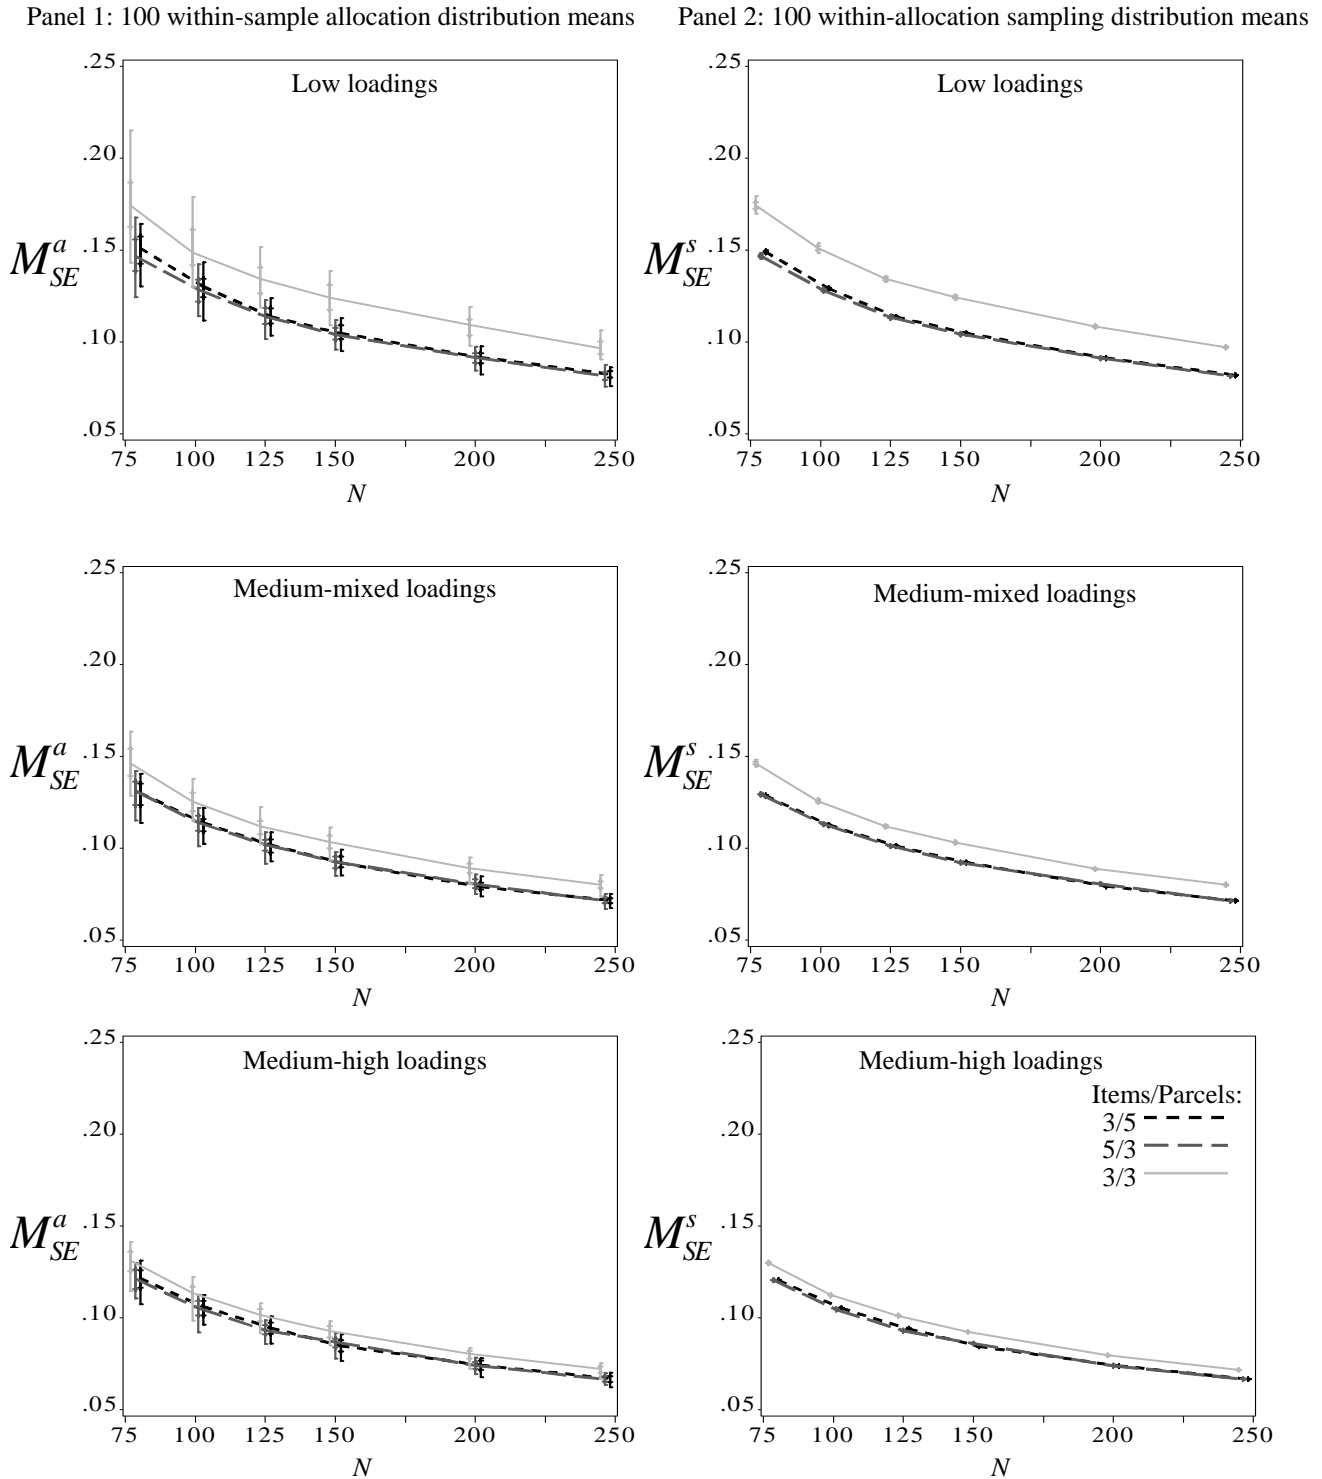 Panel 1: 100 within-sample allocation distribution means
Panel 2: 100 within-allocation sampling distribution means
Low loadings
.25
.20
.15
.10
.05
M^a_SE
75 100 125 150 200 250
N
Low loadings
.25
.20
.15
.10
.05
M^s_SE
75 100 125 150 200 250
N
Medium-mixed loadings
.25
.20
.15
.10
.05
M^a_SE
75 100 125 150 200 250
N
Medium-mixed loadings
.25
.20
.15
.10
.05
M^s_SE
75 100 125 150 200 250
N
Medium-high loadings
.25
.20
.15
.10
.05
M^a_SE
75 100 125 150 200 250
N
Medium-high loadings
Items/Parcels:
3/5
5/3
3/3
.25
.20
.15
.10
.05
M^s_SE
75 100 125 150 200 250
N